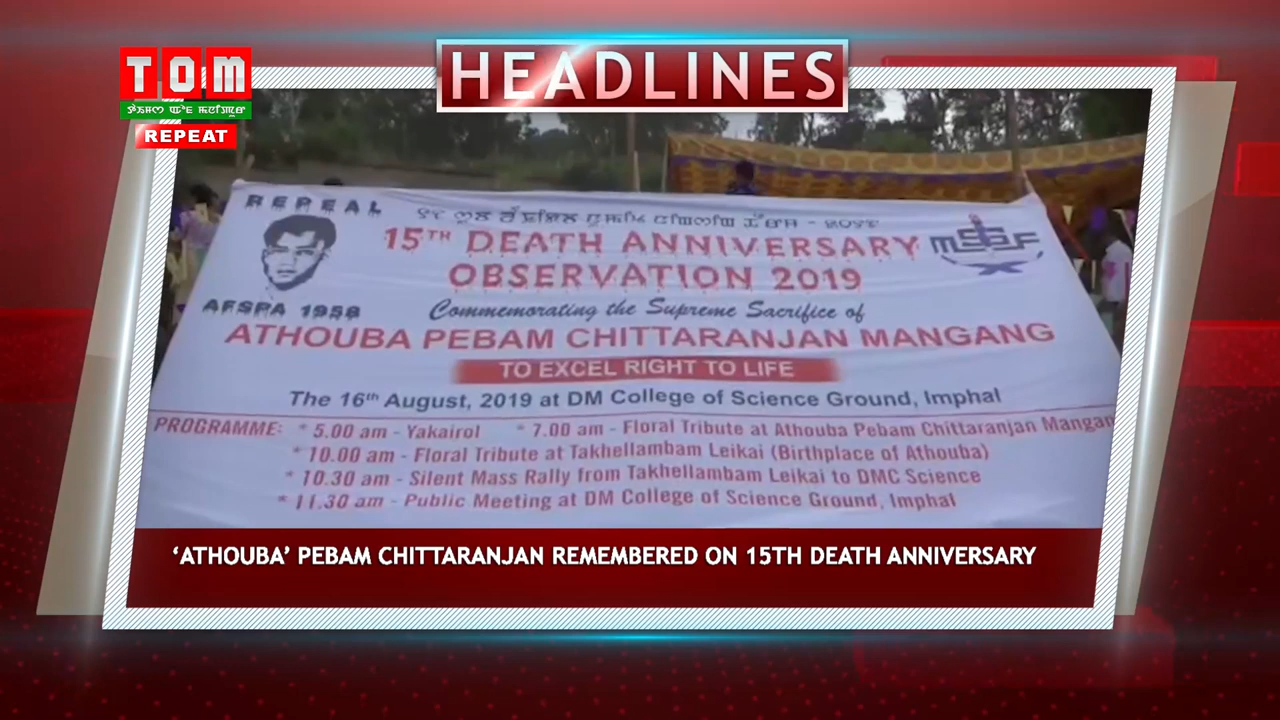 HEADLINES
TOM
REPEAT
REPEAL
15TH DEATH ANNIVERSARY
OBSERVATION 2019
MSSF
AFSPA 1958
Commemorating the Supreme Sacrifice of
ATHOUBA PEBAM CHITTARANJAN MANGANG
TO EXCEL RIGHT TO LIFE
The 16th August, 2019 at DM College of Science Ground, Imphal
PROGRAMME: * 5.00 am - Yakairol * 7.00 am - Floral Tribute at Athouba Pebam Chittaranjan Mangan
* 10.00 am - Floral Tribute at Takhellambam Leikai (Birthplace of Athouba)
* 10.30 am - Silent Mass Rally from Takhellambam Leikai to DMC Science
* 11.30 am - Public Meeting at DM College of Science Ground, Imphal
‘ATHOUBA’ PEBAM CHITTARANJAN REMEMBERED ON 15TH DEATH ANNIVERSARY